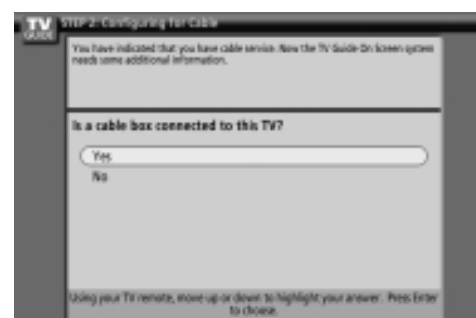 TV
GUIDE
STEP 2: Configuring for Cable
You have indicated that you have cable service. Now the TV Guide On Screen system
needs some additional information.
Is a cable box connected to this TV?
Yes
No
Using your TV remote, move up or down to highlight your answer. Press Enter
to choose.